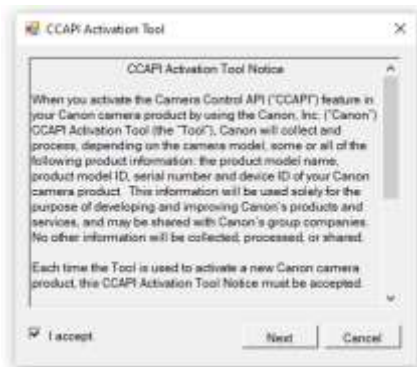 CCAPI Activation Tool
CCAPI Activation Tool Notice
When you activate the Camera Control API ("CCAPI") feature in
your Canon camera product by using the Canon, Inc. ("Canon")
CCAPI Activation Tool (the "Tool"), Canon will collect and
process, depending on the camera model, some or all of the
following product information: the product model name,
product model ID, serial number and device ID of your Canon
camera product. This information will be used solely for the
purpose of developing and improving Canon's products and
services, and may be shared with Canon's group companies.
No other information will be collected, processed, or shared.
Each time the Tool is used to activate a new Canon camera
product, this CCAPI Activation Tool Notice must be accepted.
I accept.
Next
Cancel